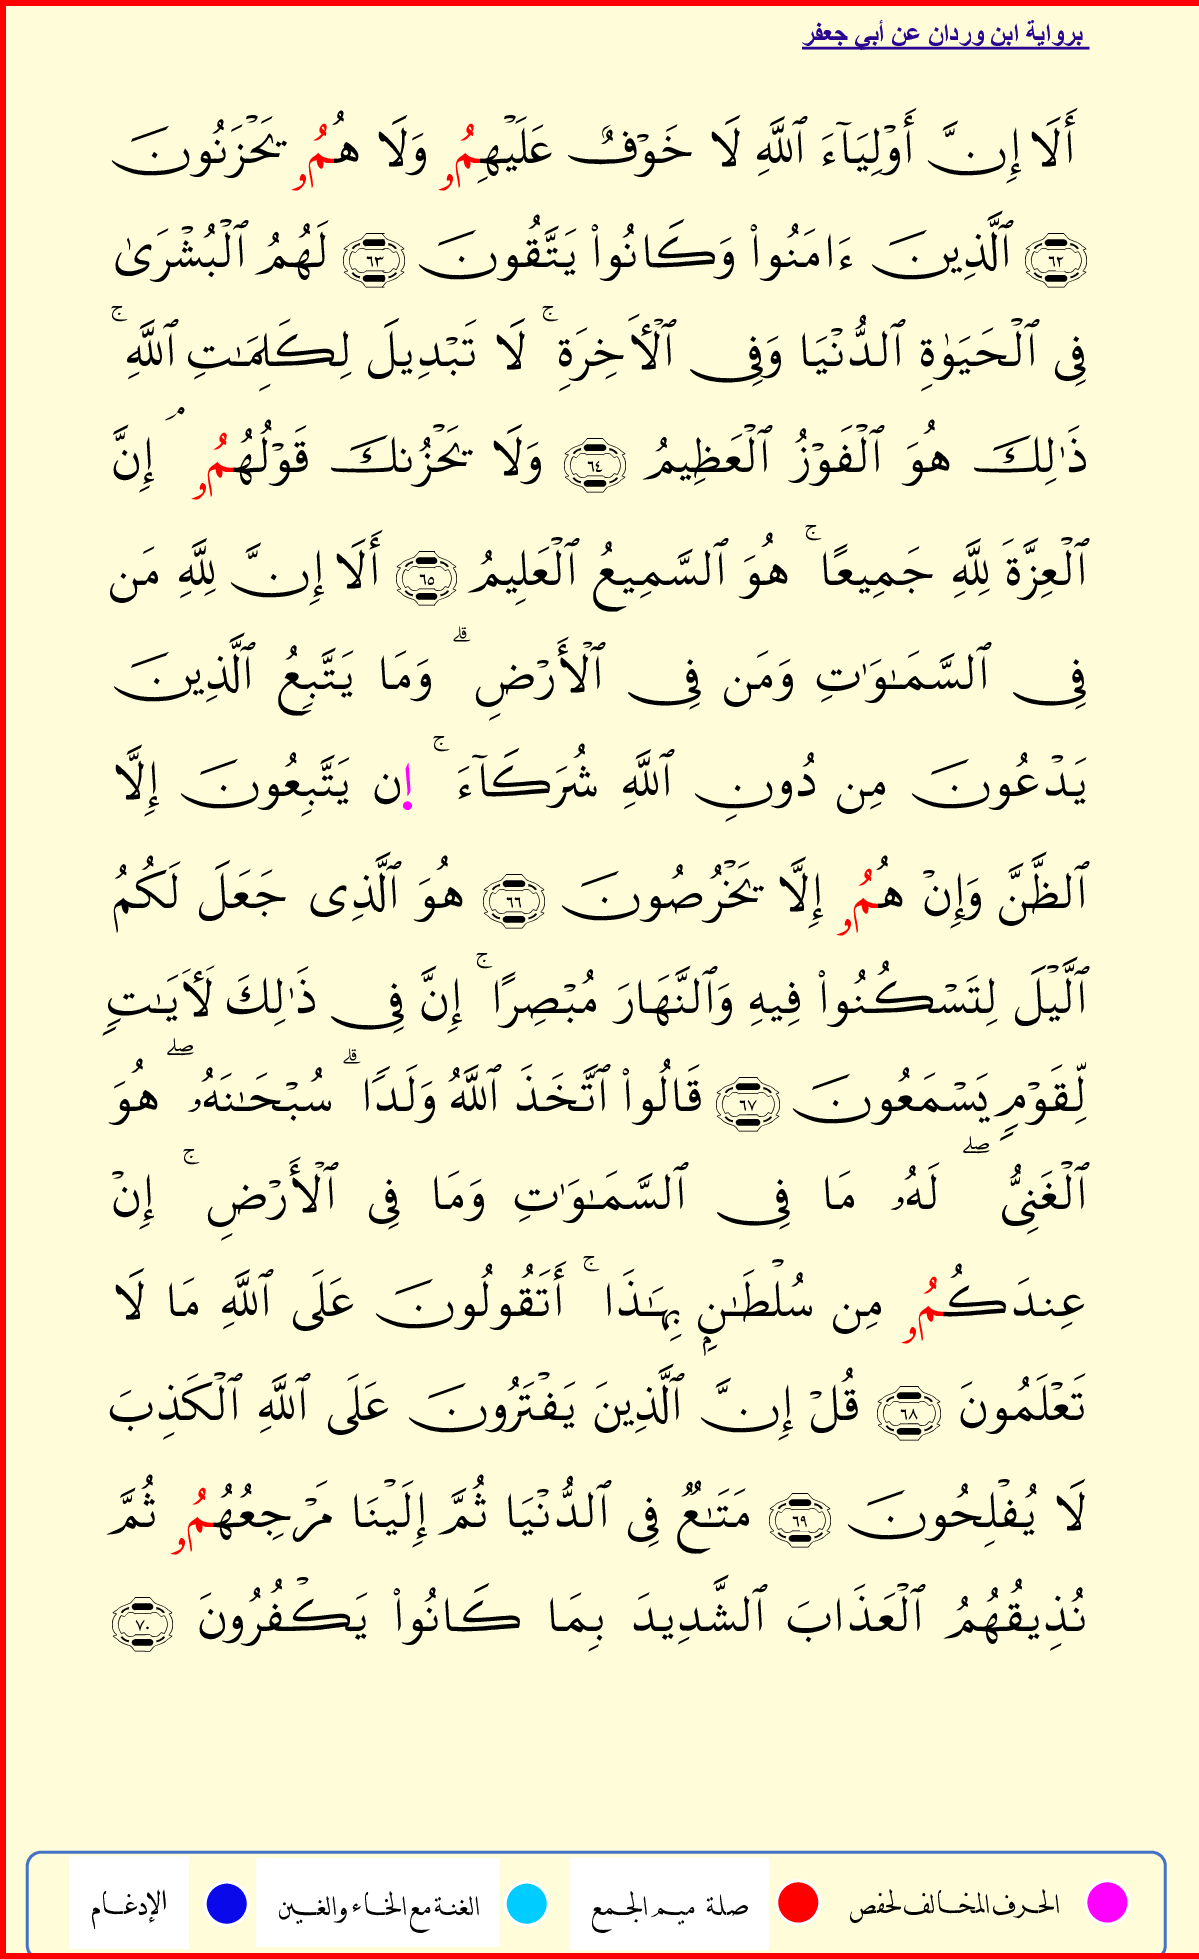 برواية ابن وردان عن أبي جعفر
أَلَا إِنَّ أَوْلِيَآءَ ٱللَّهِ لَا خَوْفٌ عَلَيْهِمُۥ وَلَا هُمُۥ يَحْزَنُونَ
٦٢ ٱلَّذِينَ ءَامَنُوا۟ وَكَانُوا۟ يَتَّقُونَ ٦٣ لَهُمُ ٱلْبُشْرَىٰ
فِى ٱلْحَيَوٰةِ ٱلدُّنْيَا وَفِى ٱلْأَخِرَةِ ۚ لَا تَبْدِيلَ لِكَلِمَـٰتِ ٱللَّهِ ۚ
ذَٰلِكَ هُوَ ٱلْفَوْزُ ٱلْعَظِيمُ ٦٤ وَلَا يَحْزُنكَ قَوْلُهُمُۥ ۘ إِنَّ
ٱلْعِزَّةَ لِلَّهِ جَمِيعًا ۚ هُوَ ٱلسَّمِيعُ ٱلْعَلِيمُ ٦٥ أَلَا إِنَّ لِلَّهِ مَن
فِى ٱلسَّمَـٰوَٰتِ وَمَن فِى ٱلْأَرْضِ ۗ وَمَا يَتَّبِعُ ٱلَّذِينَ
يَدْعُونَ مِن دُونِ ٱللَّهِ شُرَكَآءَ ۚ إِن يَتَّبِعُونَ إِلَّا
ٱلظَّنَّ وَإِنْ هُمُۥ إِلَّا يَخْرُصُونَ ٦٦ هُوَ ٱلَّذِى جَعَلَ لَكُمُ
ٱلَّيْلَ لِتَسْكُنُوا۟ فِيهِ وَٱلنَّهَارَ مُبْصِرًا ۚ إِنَّ فِى ذَٰلِكَ لَأَيَـٰتٍ
لِّقَوْمٍ يَسْمَعُونَ ٦٧ قَالُوا۟ ٱتَّخَذَ ٱللَّهُ وَلَدًا ۗ سُبْحَـٰنَهُۥ ۖ هُوَ
ٱلْغَنِىُّ ۖ لَهُۥ مَا فِى ٱلسَّمَـٰوَٰتِ وَمَا فِى ٱلْأَرْضِ ۚ إِنْ
عِندَكُمُۥ مِن سُلْطَـٰنٍۭ بِهَـٰذَا ۚ أَتَقُولُونَ عَلَى ٱللَّهِ مَا لَا
تَعْلَمُونَ ٦٨ قُلْ إِنَّ ٱلَّذِينَ يَفْتَرُونَ عَلَى ٱللَّهِ ٱلْكَذِبَ
لَا يُفْلِحُونَ ٦٩ مَتَـٰعٌ فِى ٱلدُّنْيَا ثُمَّ إِلَيْنَا مَرْجِعُهُمُۥ ثُمَّ
نُذِيقُهُمُ ٱلْعَذَابَ ٱلشَّدِيدَ بِمَا كَانُوا۟ يَكْفُرُونَ ٧٠
الحرف المخالف لحفص صلة ميم الجمع الغنة مع الخاء والغين الإدغام